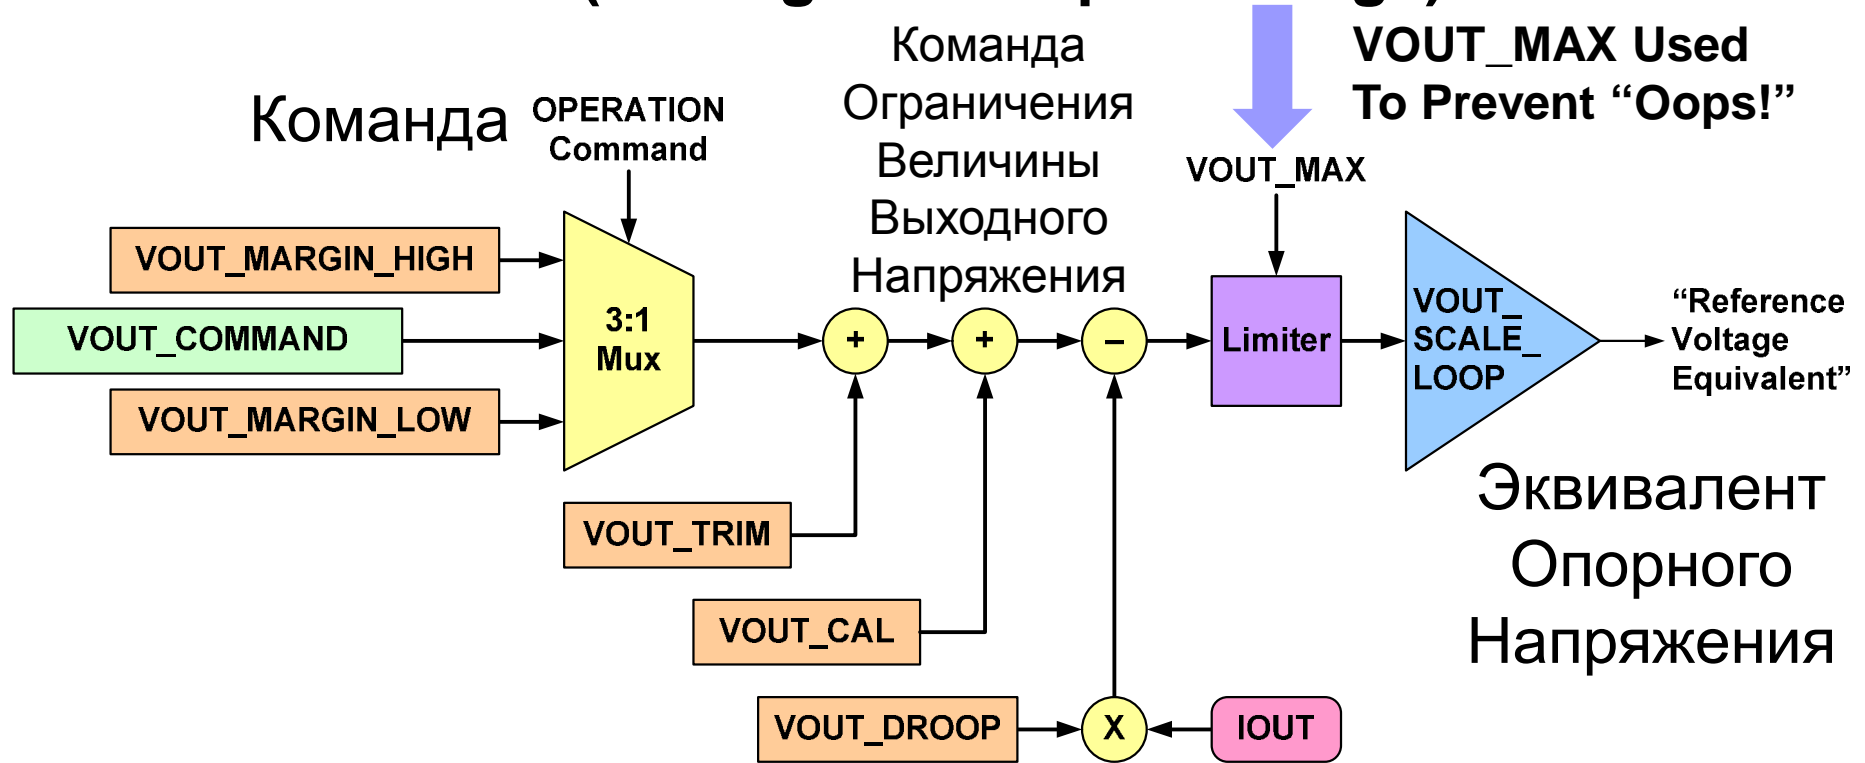 Команда
Ограничения
Величины
Выходного
Напряжения
VOUT_MAX Used
To Prevent “Oops!”
Команда
OPERATION
Command
VOUT_MAX
VOUT_MARGIN_HIGH
VOUT_COMMAND
VOUT_MARGIN_LOW
3:1
Mux
+
+
–
Limiter
VOUT_
SCALE_
LOOP
“Reference
Voltage
Equivalent”
Эквивалент
Опорного
Напряжения
VOUT_TRIM
VOUT_CAL
VOUT_DROOP
X
IOUT